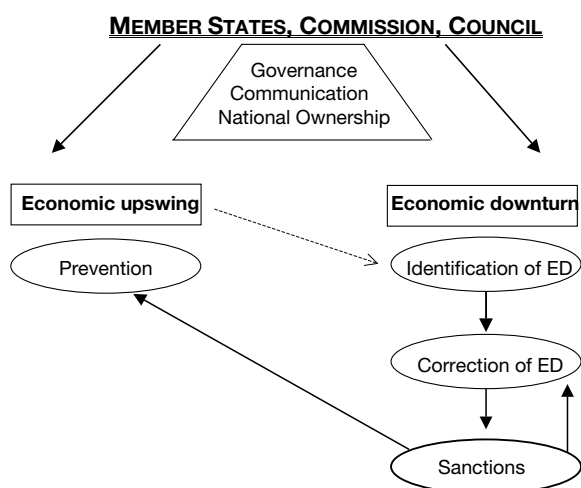 MEMBER STATES, COMMISSION, COUNCIL
Governance
Communication
National Ownership
Economic upswing
Economic downturn
Prevention
Identification of ED
Correction of ED
Sanctions